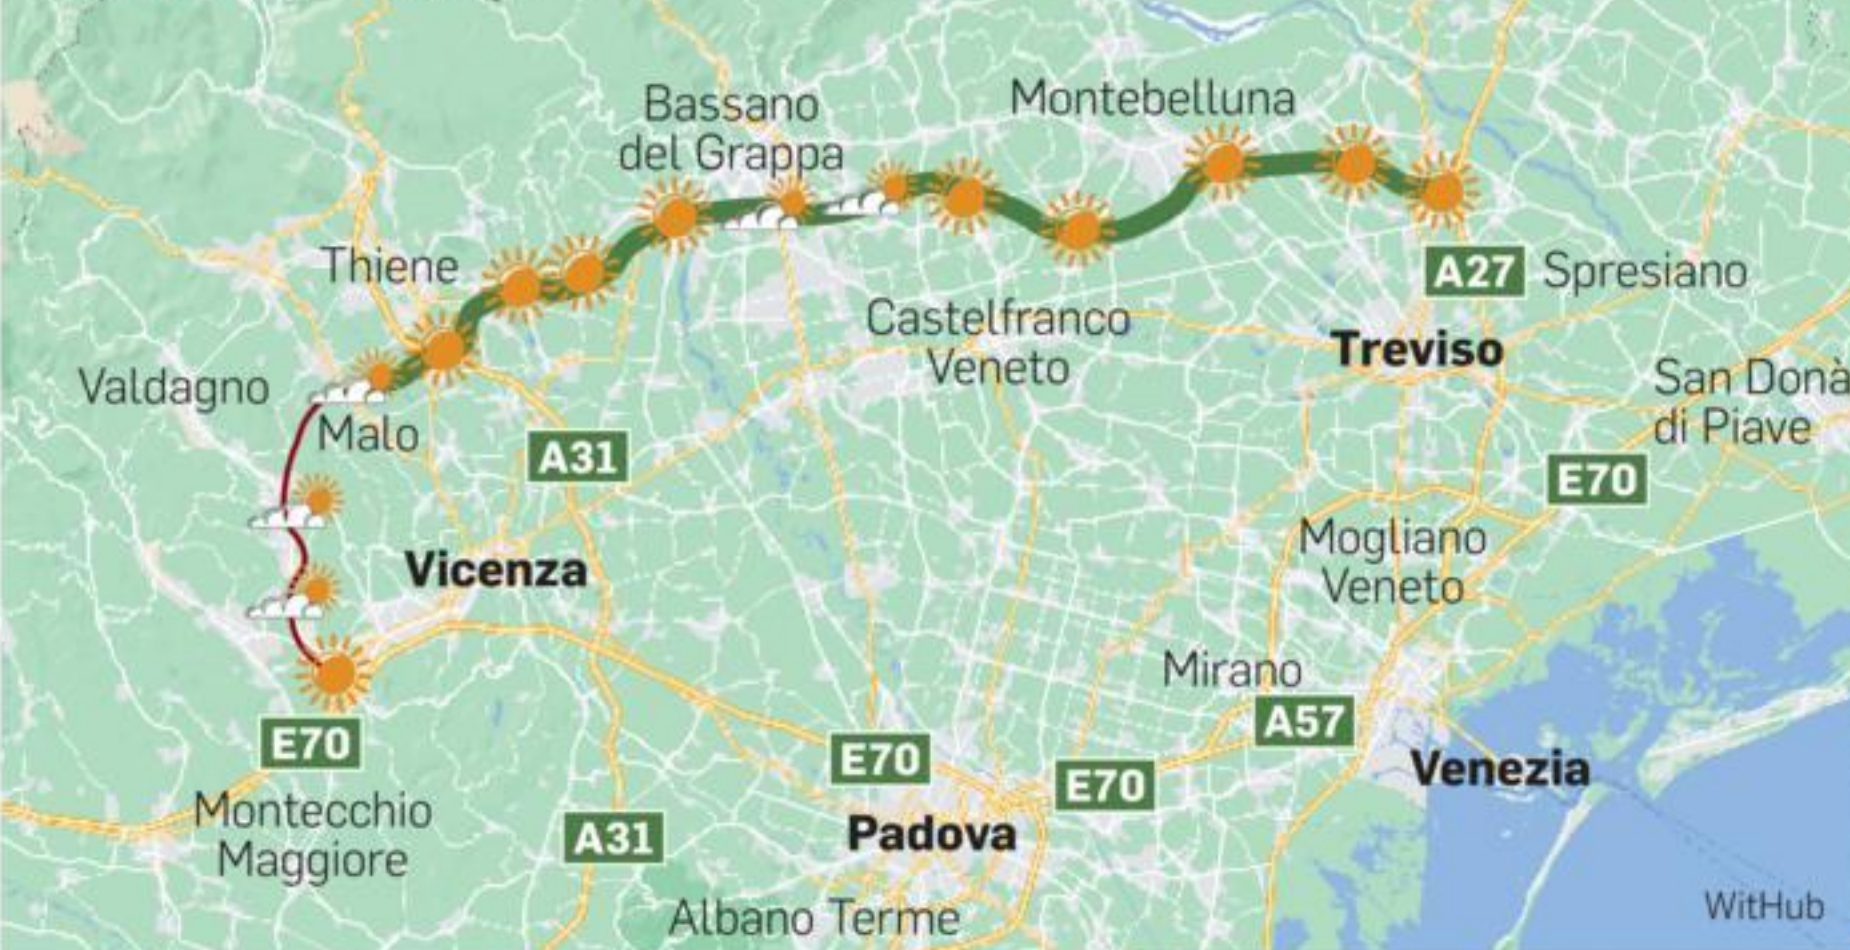 Bassano
del Grappa
Montebelluna
Thiene
A27
Spresiano
Castelfranco
Veneto
Treviso
Valdagno
San Donà
di Piave
Malo
A31
E70
Vicenza
Mogliano
Veneto
Mirano
A57
E70
E70
E70
Venezia
Montecchio
Maggiore
A31
Padova
Albano Terme
WitHub